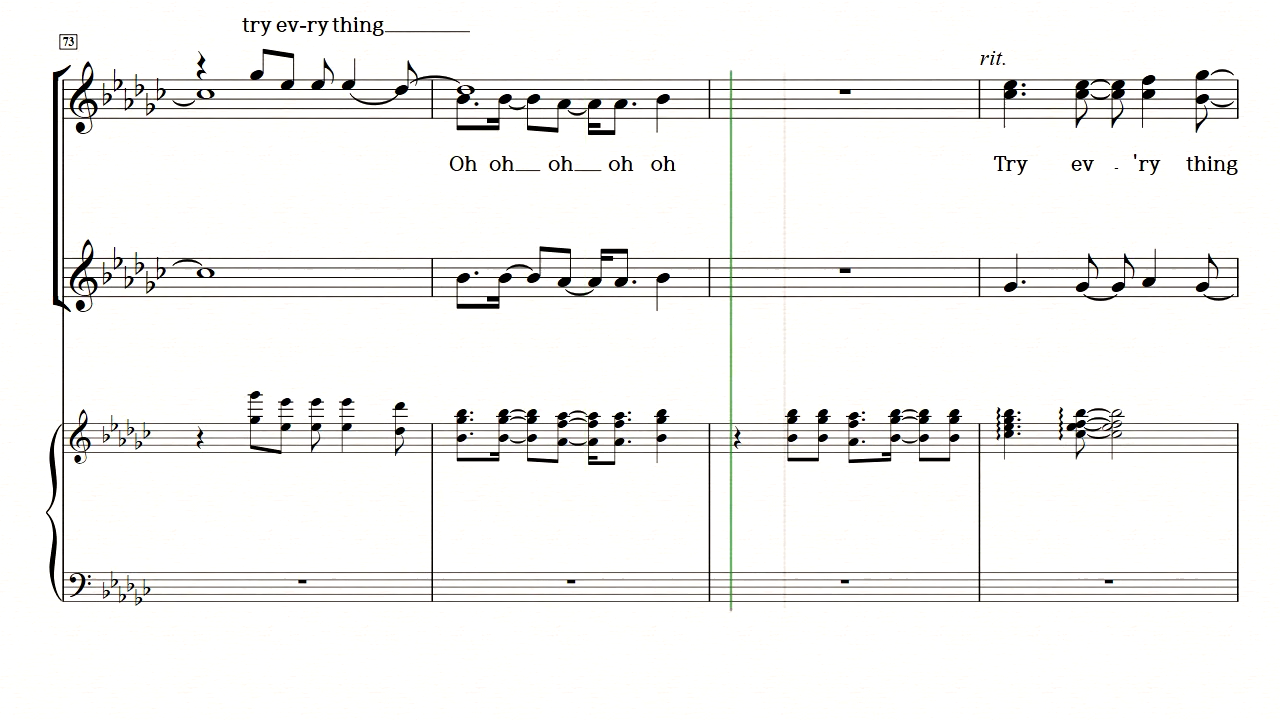 try ev-ry thing
73
rit.
Oh oh oh oh oh
Try ev - 'ry thing